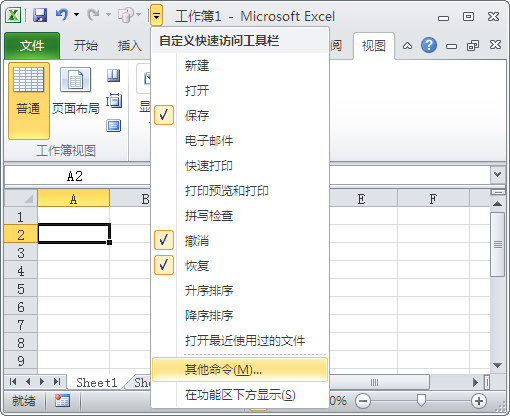 工作簿1 - Microsoft Excel
文件 开始 插入 阅 视图
自定义快速访问工具栏
新建
打开
保存
电子邮件
快速打印
打印预览和打印
拼写检查
撤消
恢复
升序排序
降序排序
打开最近使用过的文件
其他命令(M)...
在功能区下方显示(S)
普通 页面布局 显
工作簿视图
A2
A B E F
1
2
3
4
5
6
7
8
9
Sheet1 She
就绪 0%